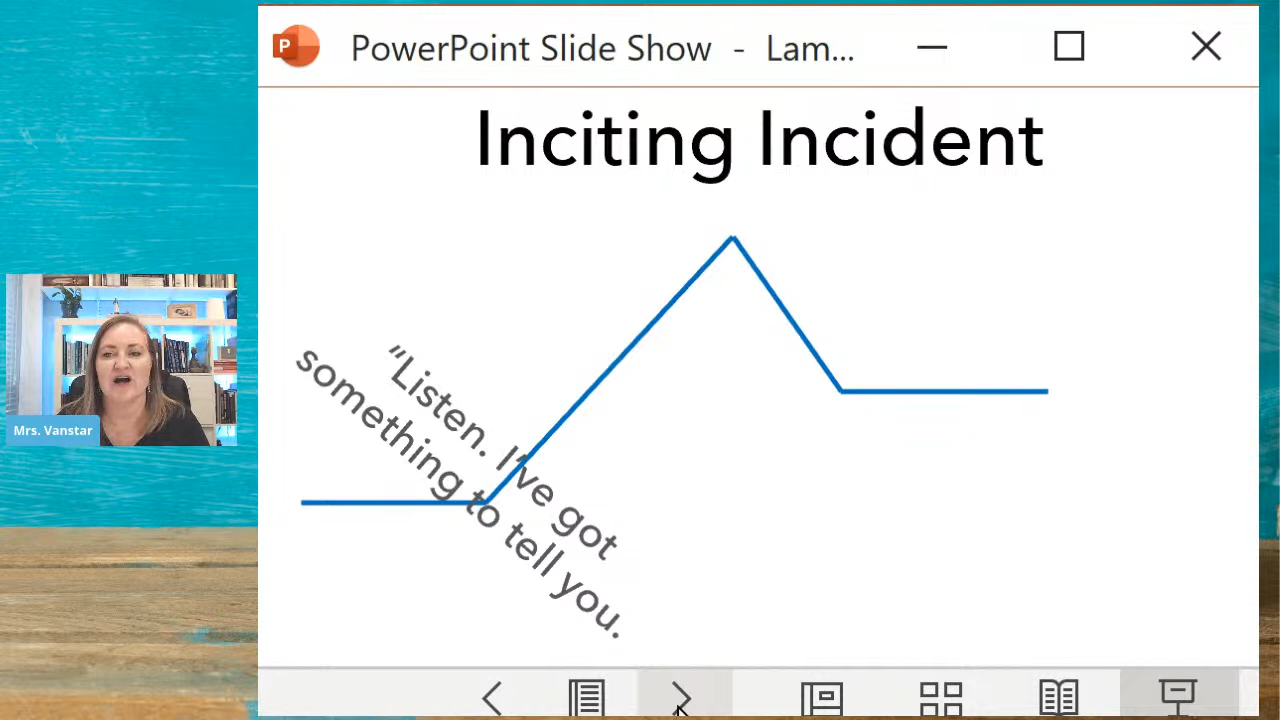 PowerPoint Slide Show - Lam...
Inciting Incident
“Listen. I’ve got
something to tell you.
Mrs. Vanstar